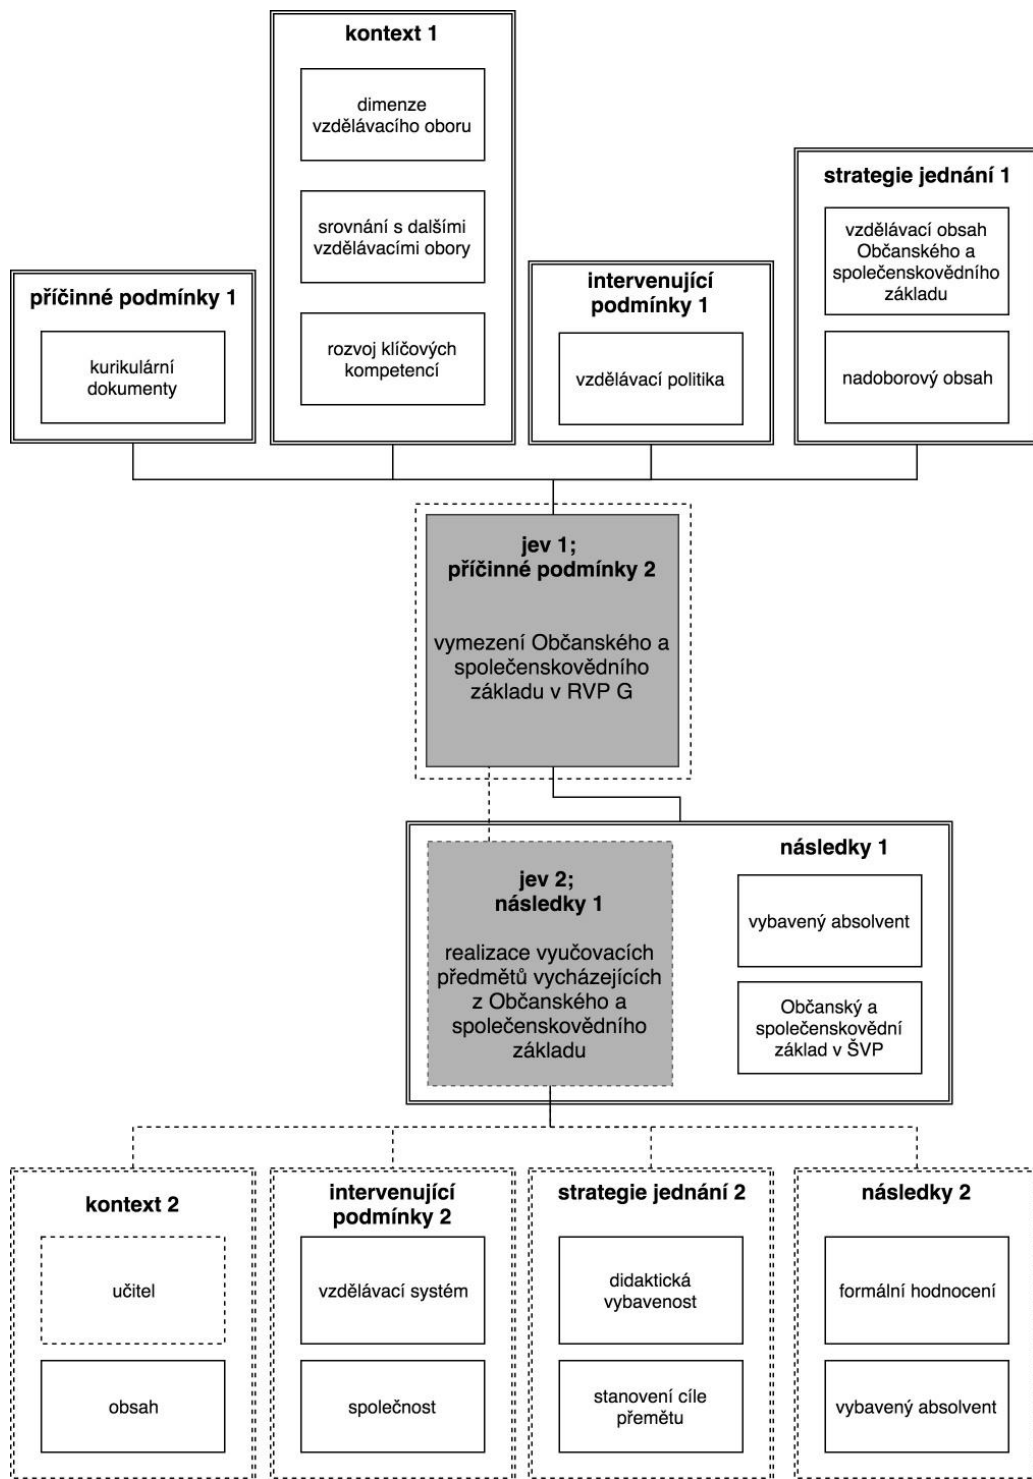 kontext 1
dimenze
vzdělávacího oboru
srovnání s dalšími
vzdělávacími obory
rozvoj klíčových
kompetencí
strategie jednání 1
vzdělávací obsah
Občanského a
společenskovědního
základu
nadoborový obsah
příčinné podmínky 1
kurikulární
dokumenty
intervenující
podmínky 1
vzdělávací politika
jev 1;
příčinné podmínky 2
vymezení Občanského a
společenskovědního
základu v RVP G
jev 2;
následky 1
realizace vyučovacích
předmětů vycházejících
z Občanského a
společenskovědního
základu
následky 1
vybavený absolvent
Občanský a
společenskovědní
základ v ŠVP
kontext 2
učitel
obsah
intervenující
podmínky 2
vzdělávací systém
společnost
strategie jednání 2
didaktická
vybavenost
stanovení cíle
přemětu
následky 2
formální hodnocení
vybavený absolvent